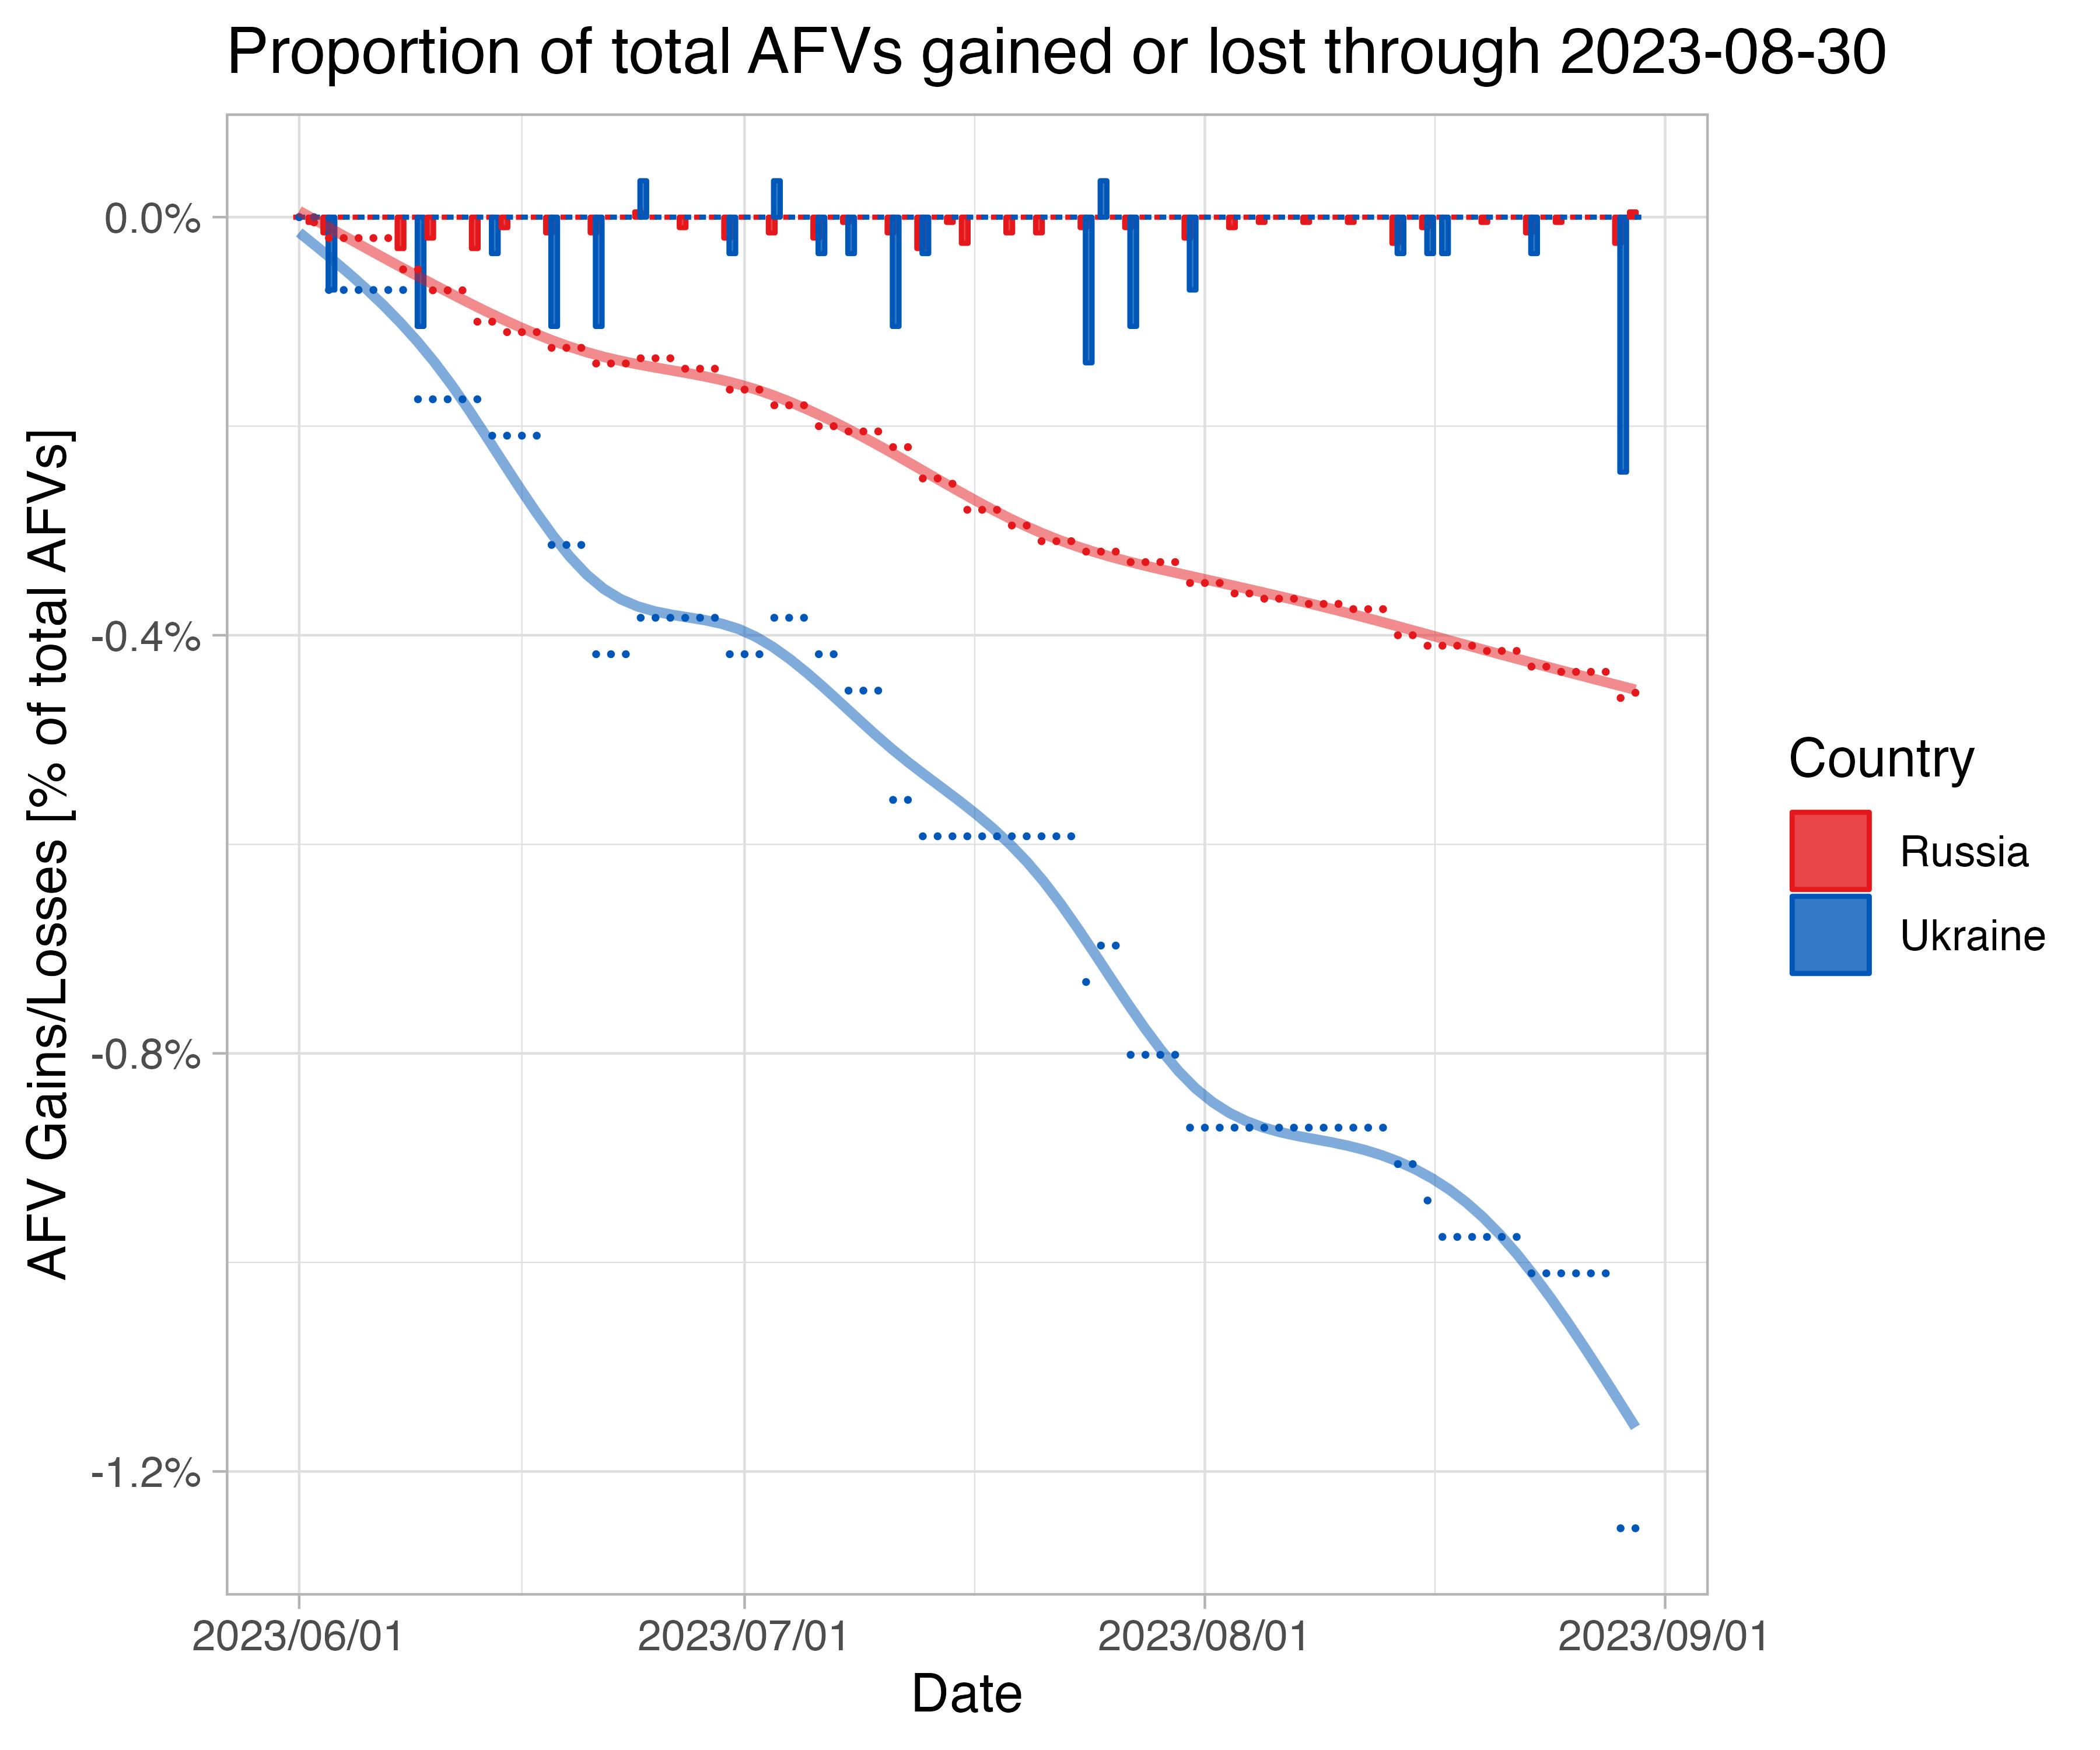 Proportion of total AFVs gained or lost through 2023-08-30
AFV Gains/Losses [% of total AFVs]
0.0%
-0.4%
-0.8%
-1.2%
2023/06/01
2023/07/01
2023/08/01
2023/09/01
Date
Country
Russia
Ukraine